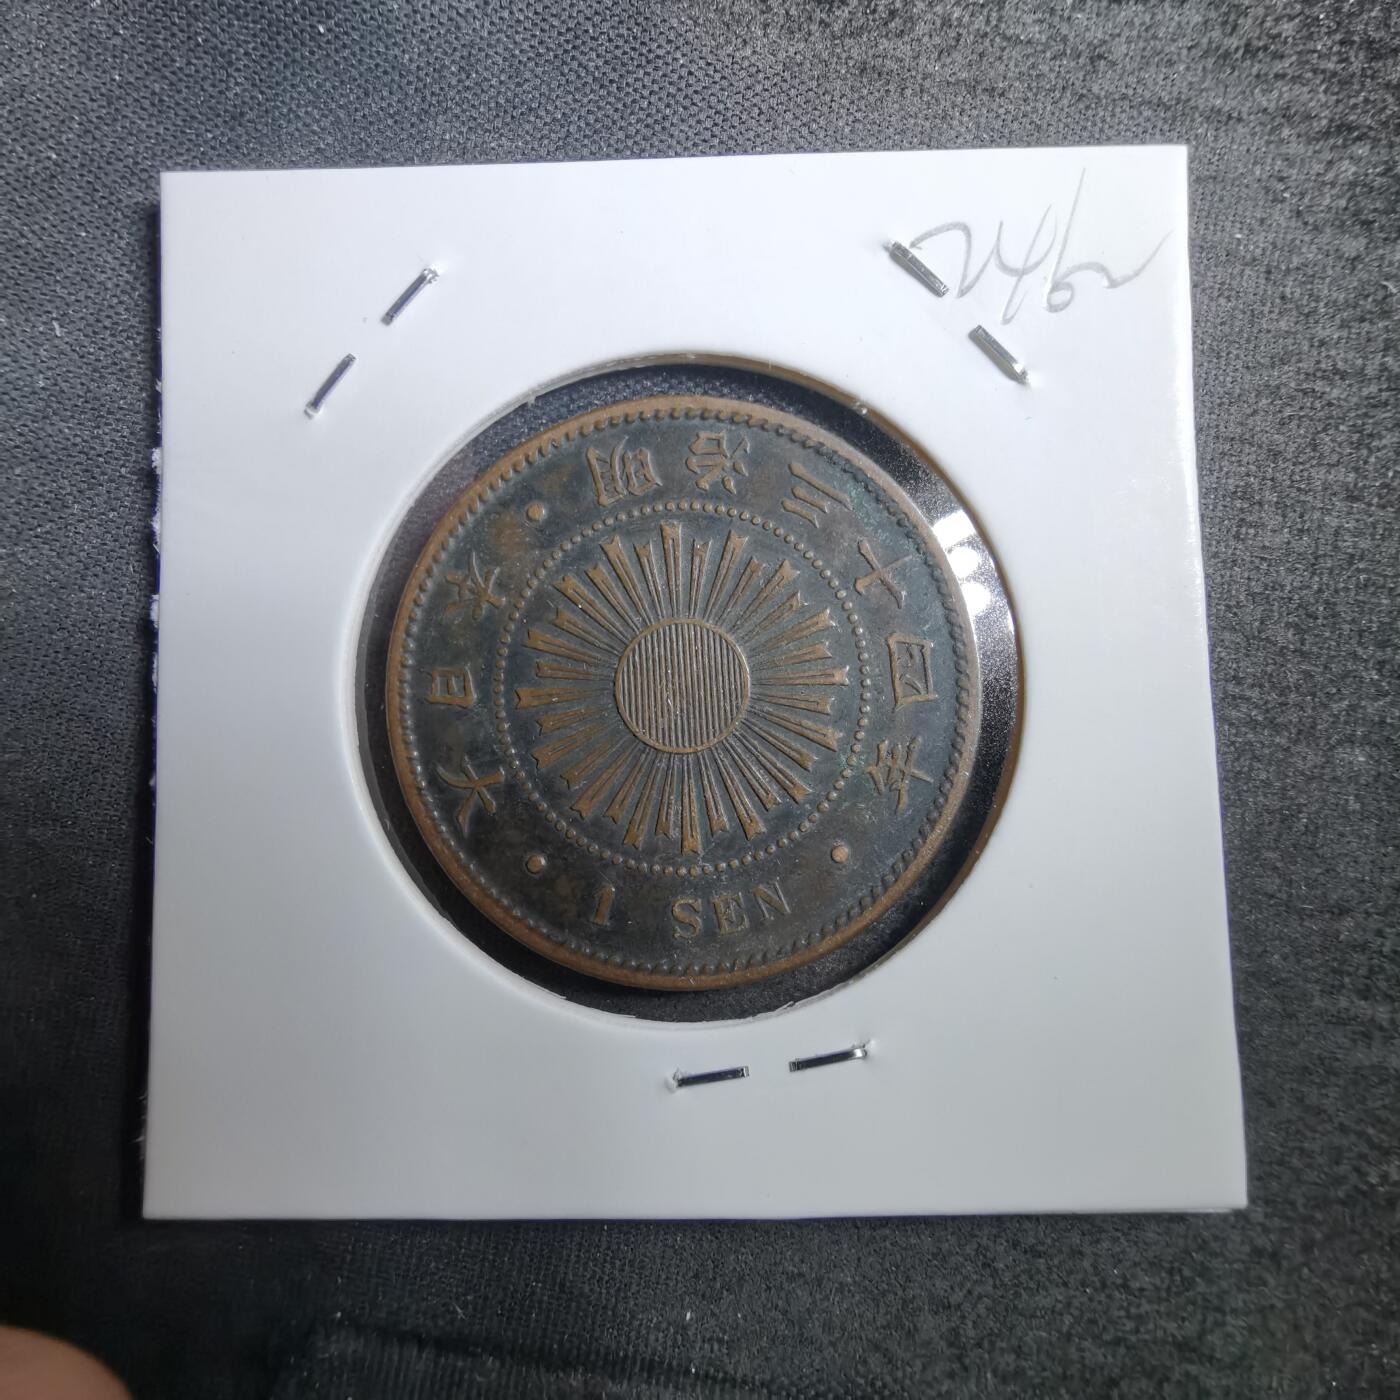 大日本 · 明治三十四年 ·
1 SEN